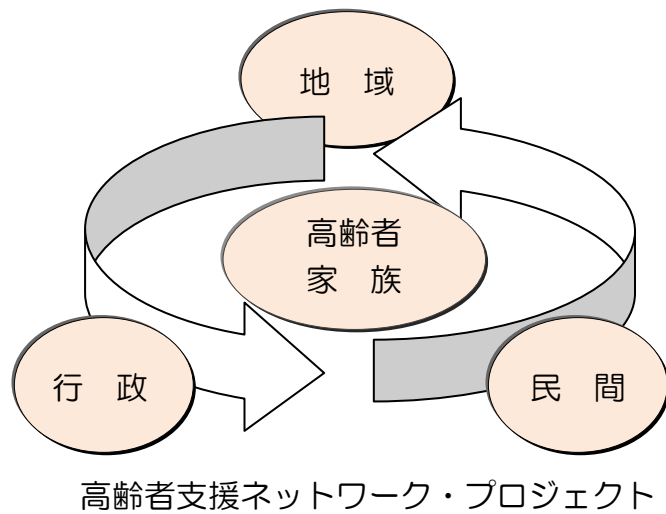 地　域
高齢者
家　族
行　政
民　間
高齢者支援ネットワーク・プロジェクト